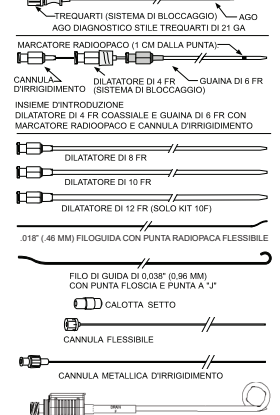 TREQUARTI (SISTEMA DI BLOCCAGGIO)
AGO
AGO DIAGNOSTICO STILE TREQUARTI DI 21 GA
MARCATORE RADIOOPACO (1 CM DALLA PUNTA)
CANNULA D'IRRIGIDIMENTO
DILATATORE DI 4 FR (SISTEMA DI BLOCCAGGIO)
GUAINA DI 6 FR
INSIEME D'INTRODUZIONE
DILATATORE DI 4 FR COASSIALE E GUAINA DI 6 FR CON
MARCATORE RADIOOPACO E CANNULA D'IRRIGIDIMENTO
DILATATORE DI 8 FR
DILATATORE DI 10 FR
DILATATORE DI 12 FR (SOLO KIT 10F)
.018" (.46 MM) FILOGUIDA CON PUNTA RADIOPACA FLESSIBILE
FILO DI GUIDA DI 0,038" (0,96 MM)
CON PUNTA FLOSCIA E PUNTA A "J"
CALOTTA SETTO
CANNULA FLESSIBILE
CANNULA METALLICA D'IRRIGIDIMENTO